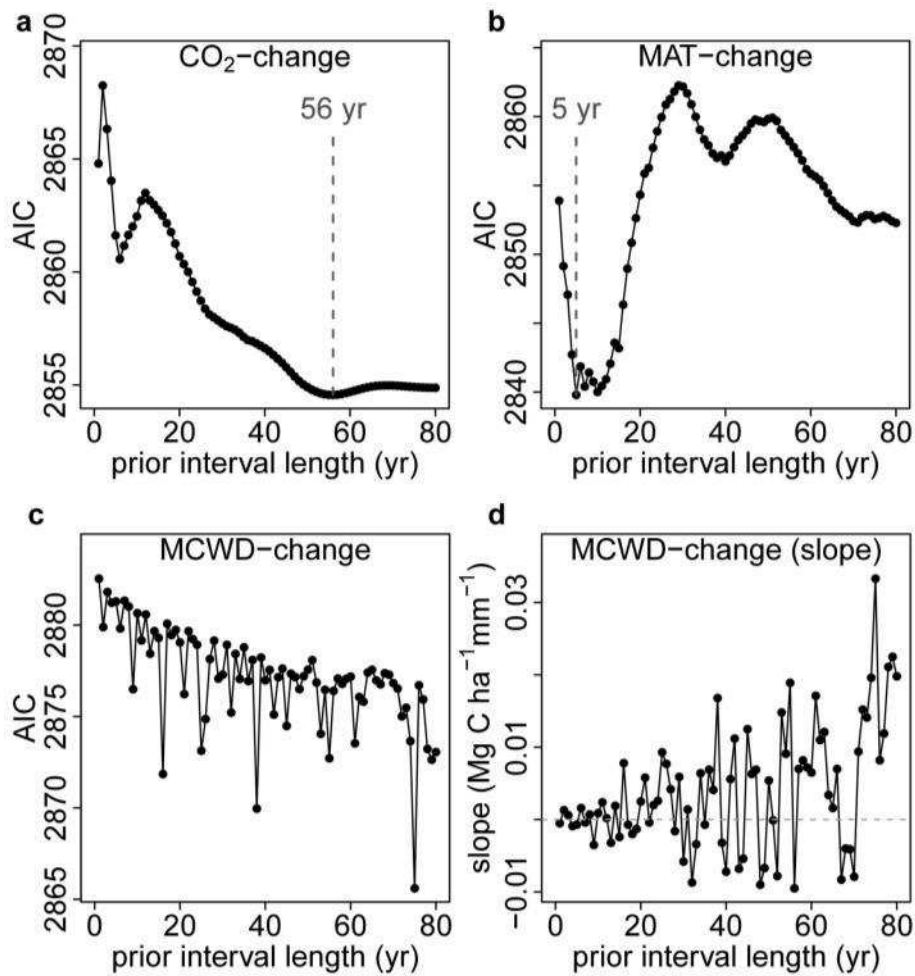 a
CO₂−change
56 yr
AIC
2870
2865
2860
2855
0 20 40 60 80
prior interval length (yr)
b
MAT−change
5 yr
AIC
2860
2850
2840
0 20 40 60 80
prior interval length (yr)
c
MCWD−change
AIC
2880
2875
2870
2865
0 20 40 60 80
prior interval length (yr)
d
MCWD−change (slope)
slope (Mg C ha⁻¹mm⁻¹)
0.03
0.01
−0.01
0 20 40 60 80
prior interval length (yr)